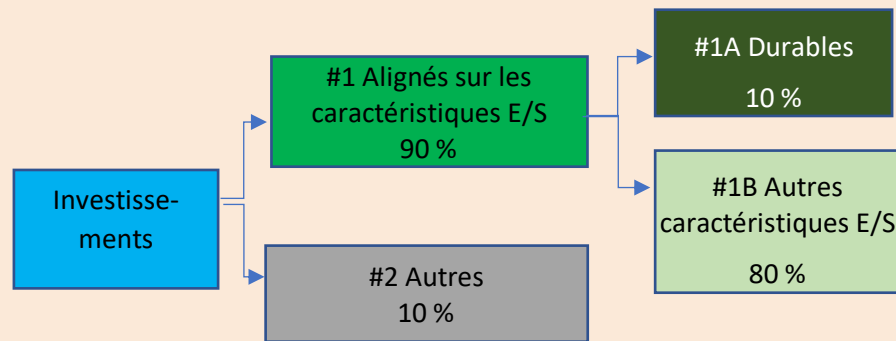 Investisse-
ments
#1 Alignés sur les
caractéristiques E/S
90 %
#2 Autres
10 %
#1A Durables
10 %
#1B Autres
caractéristiques E/S
80 %